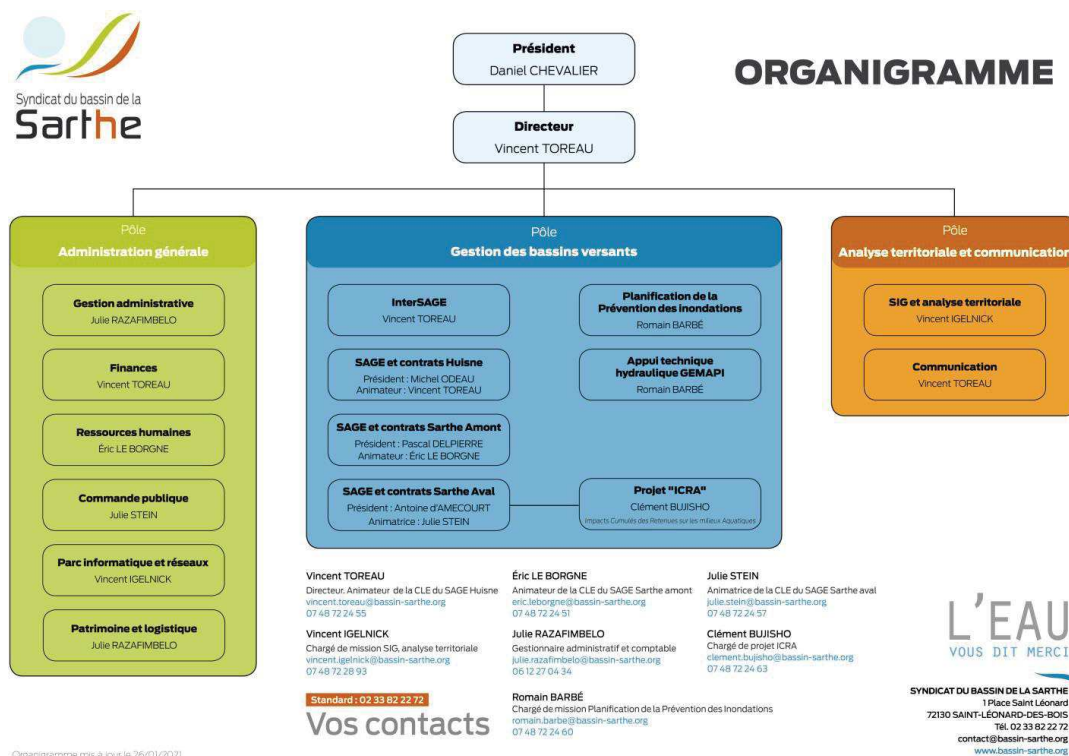 Syndicat du bassin de la
Sarthe
ORGANIGRAMME
Président
Daniel CHEVALIER
Directeur
Vincent TOREAU
Pôle
Administration générale
Gestion administrative
Julie RAZAFIMBELO
Finances
Vincent TOREAU
Ressources humaines
Éric LE BORGNE
Commande publique
Julie STEIN
Parc informatique et réseaux
Vincent IGELNICK
Patrimoine et logistique
Julie RAZAFIMBELO
Pôle
Gestion des bassins versants
InterSAGE
Vincent TOREAU
SAGE et contrats Huisne
Président : Michel ODEAU
Animateur : Vincent TOREAU
SAGE et contrats Sarthe Amont
Président : Pascal DELPIERRE
Animateur : Éric LE BORGNE
SAGE et contrats Sarthe Aval
Président : Antoine d'AMECOURT
Animatrice : Julie STEIN
Planification de la
Prévention des inondations
Romain BARBÉ
Appui technique
hydraulique GEMAPI
Romain BARBÉ
Projet "ICRA"
Clément BUJISHO
Impacts Cumulés des Retenues sur les milieux Aquatiques
Pôle
Analyse territoriale et communication
SIG et analyse territoriale
Vincent IGELNICK
Communication
Vincent TOREAU
Vincent TOREAU
Directeur. Animateur de la CLE du SAGE Huisne
vincent.toreau@bassin-sarthe.org
07 48 72 24 55
Éric LE BORGNE
Animateur de la CLE du SAGE Sarthe amont
eric.leborgne@bassin-sarthe.org
07 48 72 24 51
Julie STEIN
Animatrice de la CLE du SAGE Sarthe aval
julie.stein@bassin-sarthe.org
07 48 72 24 57
Vincent IGELNICK
Chargé de mission SIG, analyse territoriale
vincent.igelnick@bassin-sarthe.org
07 48 72 28 93
Julie RAZAFIMBELO
Gestionnaire administratif et comptable
julie.razafimbelo@bassin-sarthe.org
06 12 27 04 34
Clément BUJISHO
Chargé de projet ICRA
clement.bujisho@bassin-sarthe.org
07 48 72 24 63
Standard : 02 33 82 22 72
Vos contacts
Romain BARBÉ
Chargé de mission Planification de la Prévention des Inondations
romain.barbe@bassin-sarthe.org
07 48 72 24 60
L'EAU
VOUS DIT MERCI
SYNDICAT DU BASSIN DE LA SARTHE
1 Place Saint Léonard
72130 SAINT-LÉONARD-DES-BOIS
Tél. 02 33 82 22 72
contact@bassin-sarthe.org
www.bassin-sarthe.org
Organigramme mis à jour le 26/01/2021